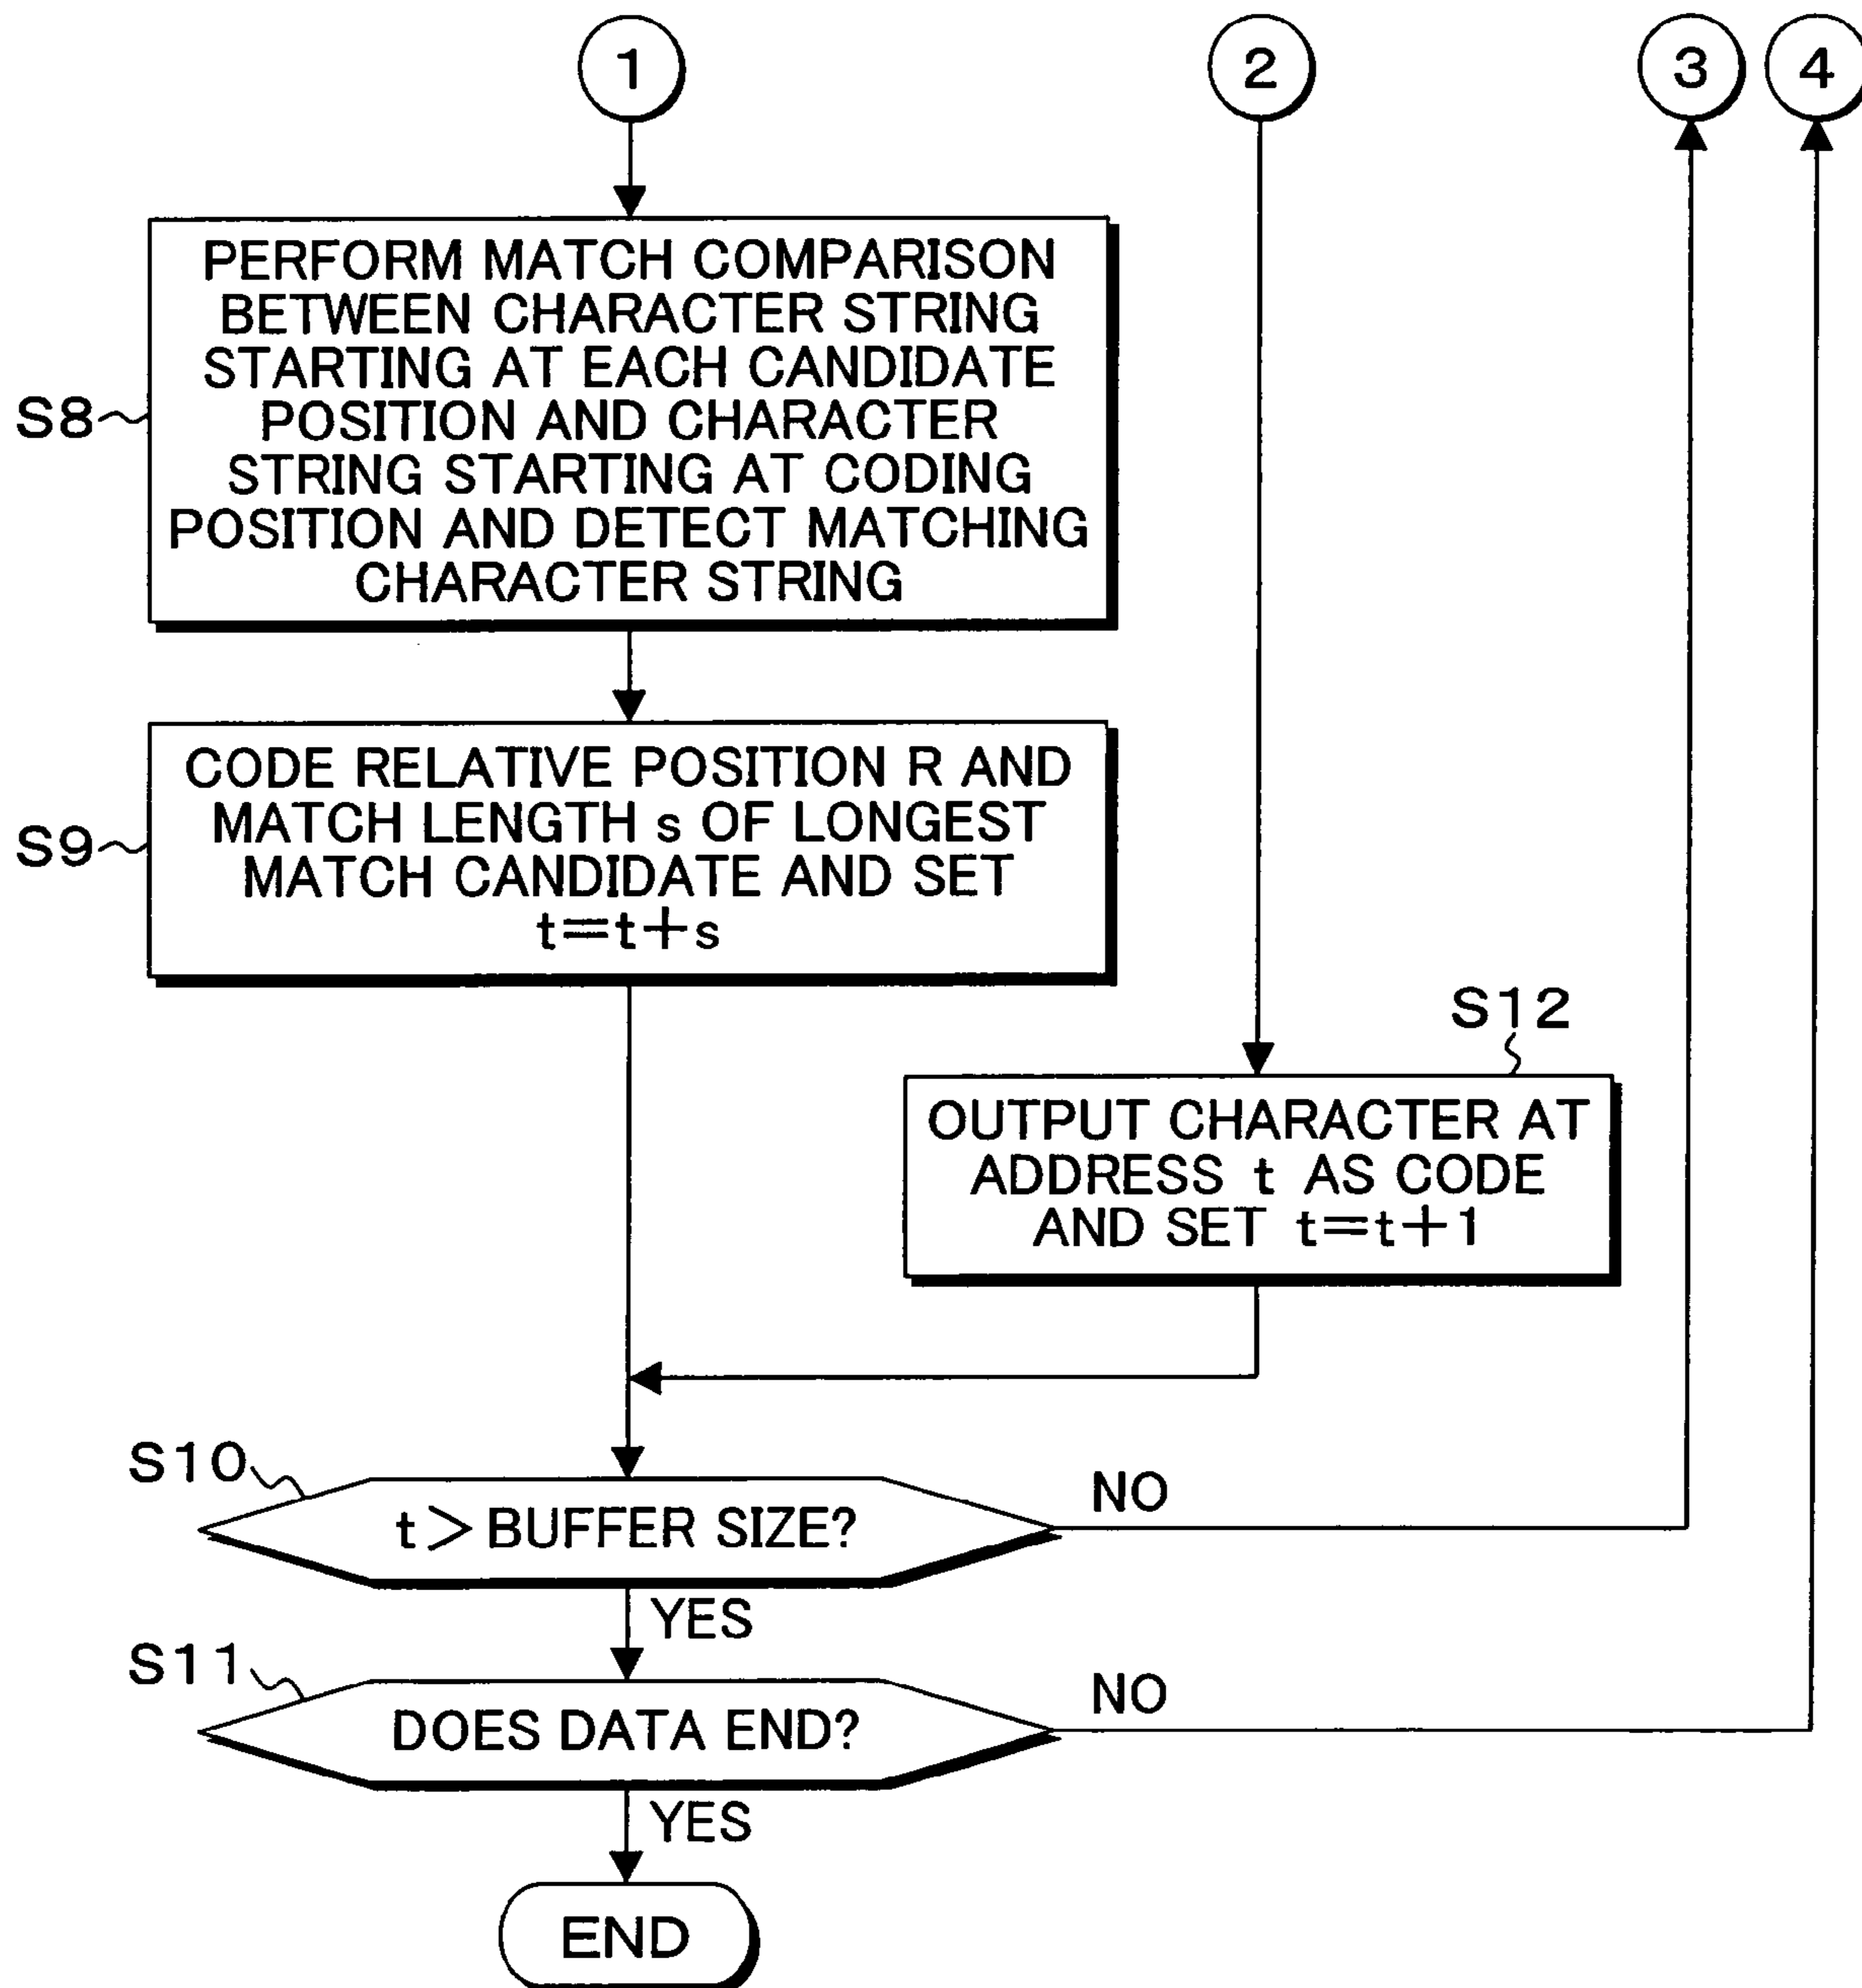 1
2
3
4
PERFORM MATCH COMPARISON
BETWEEN CHARACTER STRING
STARTING AT EACH CANDIDATE
POSITION AND CHARACTER
STRING STARTING AT CODING
POSITION AND DETECT MATCHING
CHARACTER STRING
S8
CODE RELATIVE POSITION R AND
MATCH LENGTH s OF LONGEST
MATCH CANDIDATE AND SET
t=t+s
S9
S12
OUTPUT CHARACTER AT
ADDRESS t AS CODE
AND SET t=t+1
S10
t>BUFFER SIZE?
NO
YES
S11
DOES DATA END?
NO
YES
END